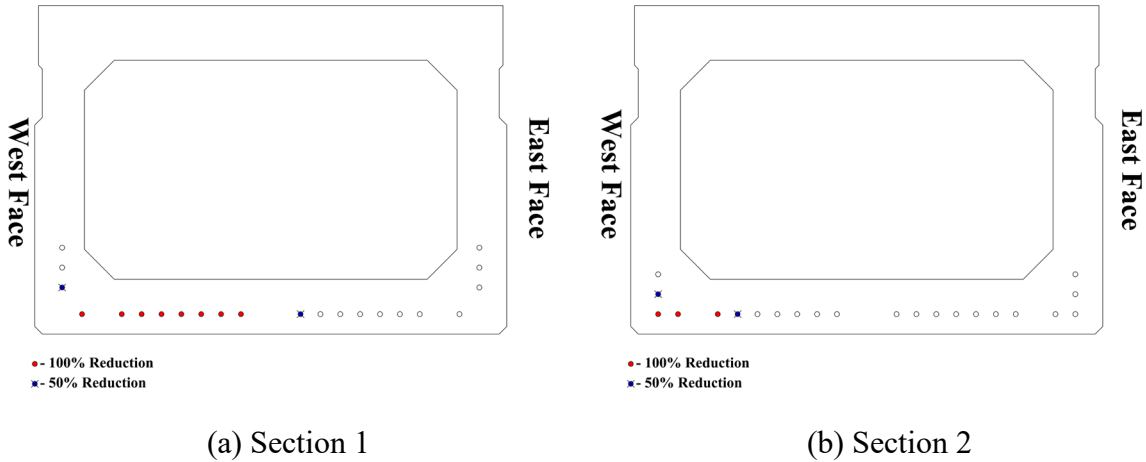 West Face
East Face
- 100% Reduction
- 50% Reduction
(a) Section 1
West Face
East Face
- 100% Reduction
- 50% Reduction
(b) Section 2